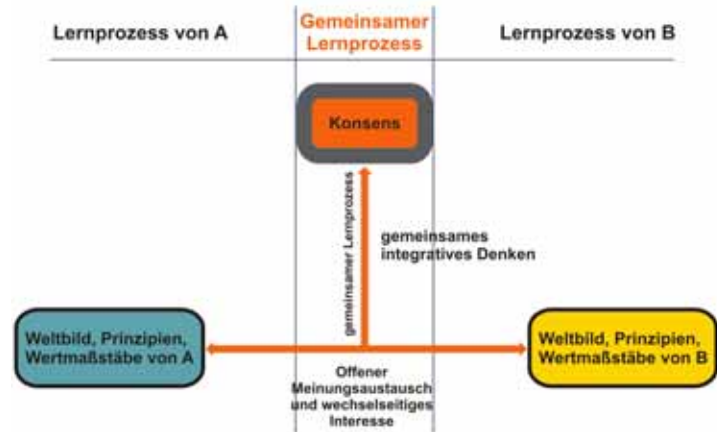 Lernprozess von A
Gemeinsamer
Lernprozess
Lernprozess von B
Konsens
gemeinsamer Lernprozess
gemeinsames
integratives Denken
Weltbild, Prinzipien,
Wertmaßstäbe von A
Weltbild, Prinzipien,
Wertmaßstäbe von B
Offener
Meinungsaustausch
und wechselseitiges
Interesse